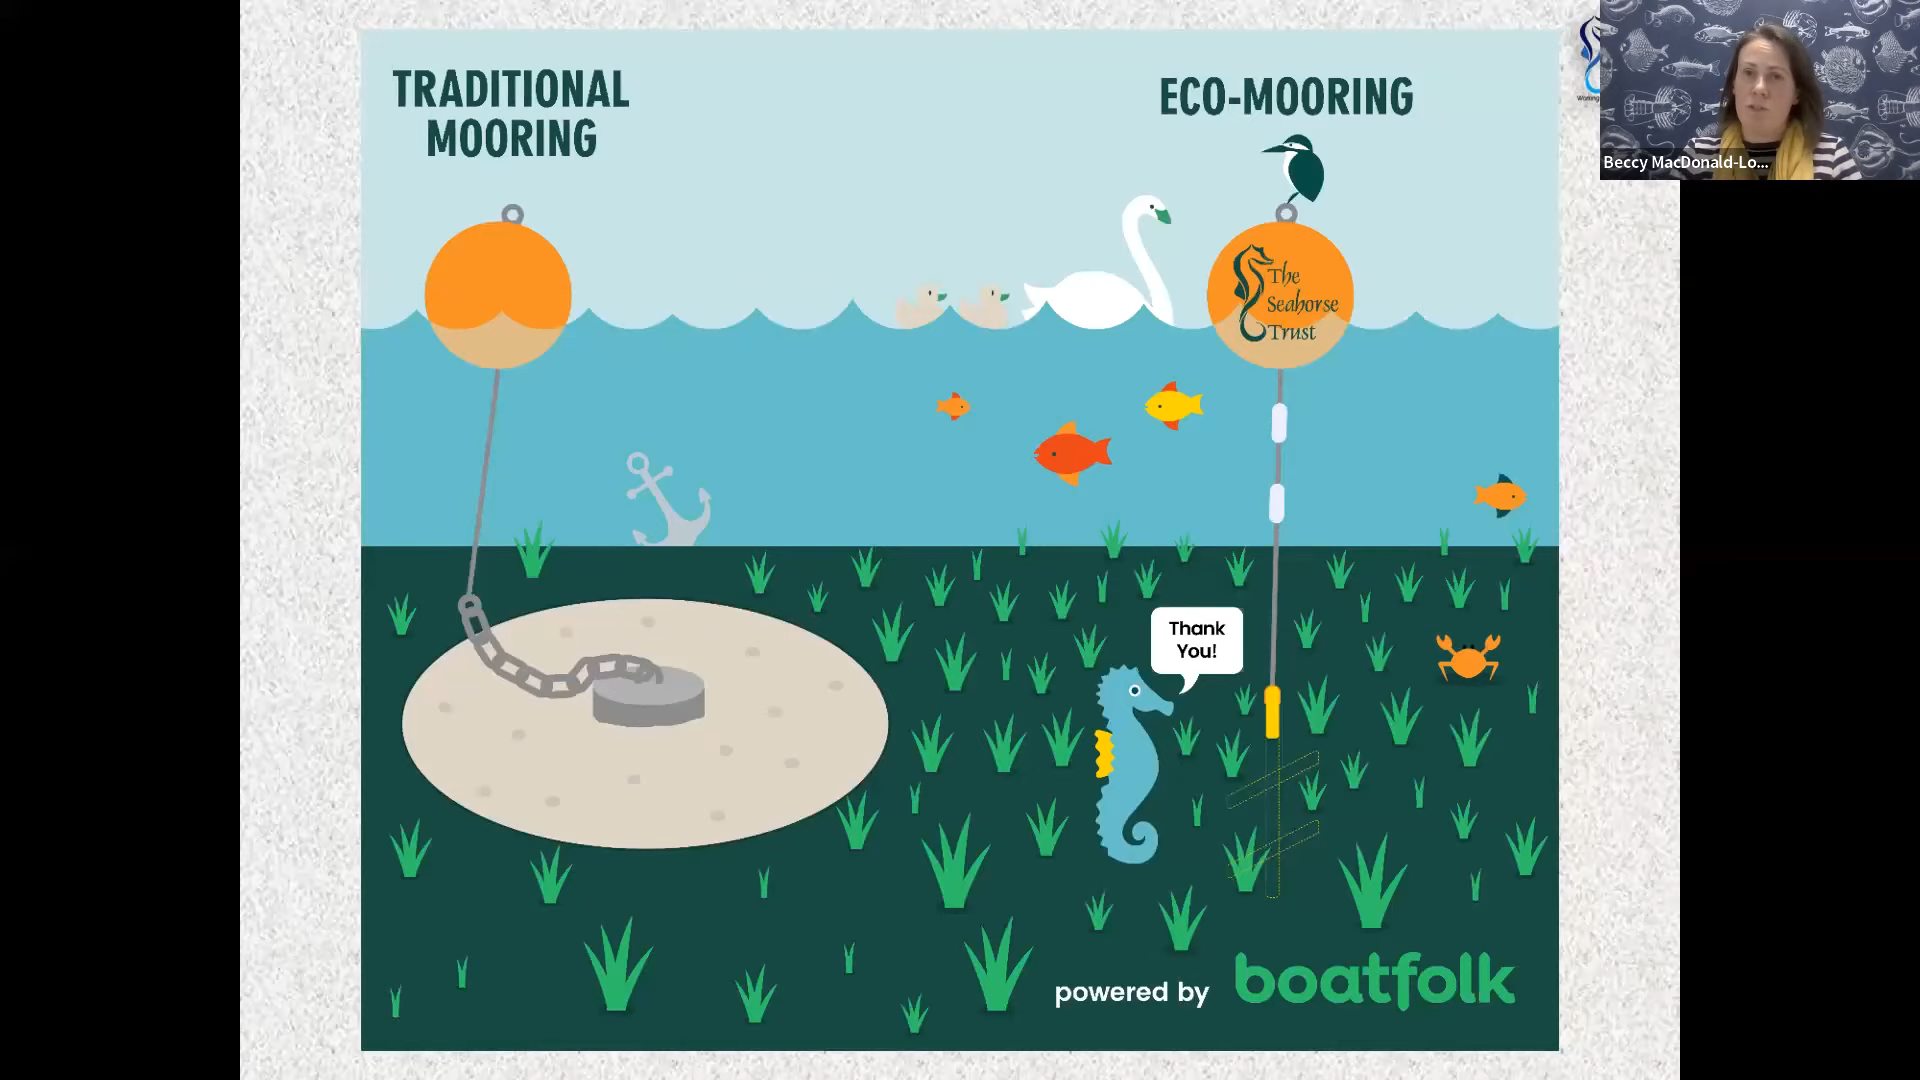 TRADITIONAL
MOORING
ECO-MOORING
The
Seahorse
Trust
Thank
You!
powered by
boatfolk
Beccy MacDonald-Lo...